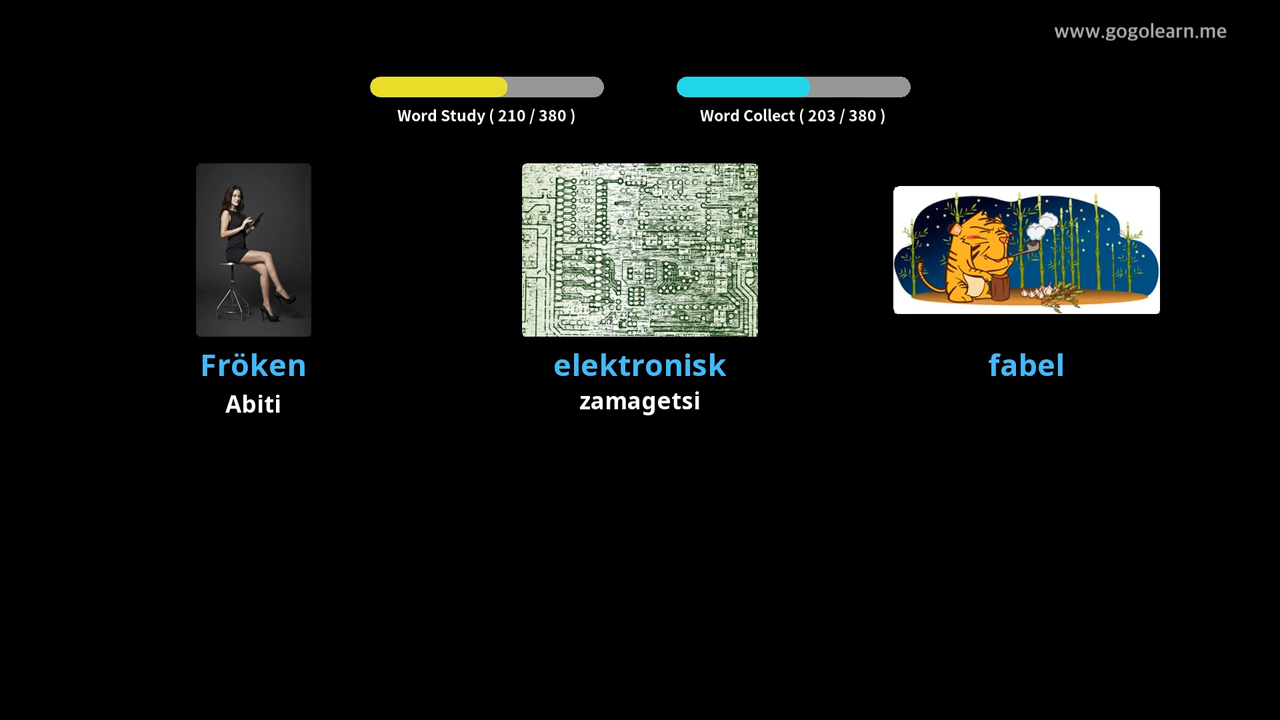 www.gogolearn.me
Word Study ( 210 / 380 )
Word Collect ( 203 / 380 )
Fröken
Abiti
elektronisk
zamagetsi
fabel